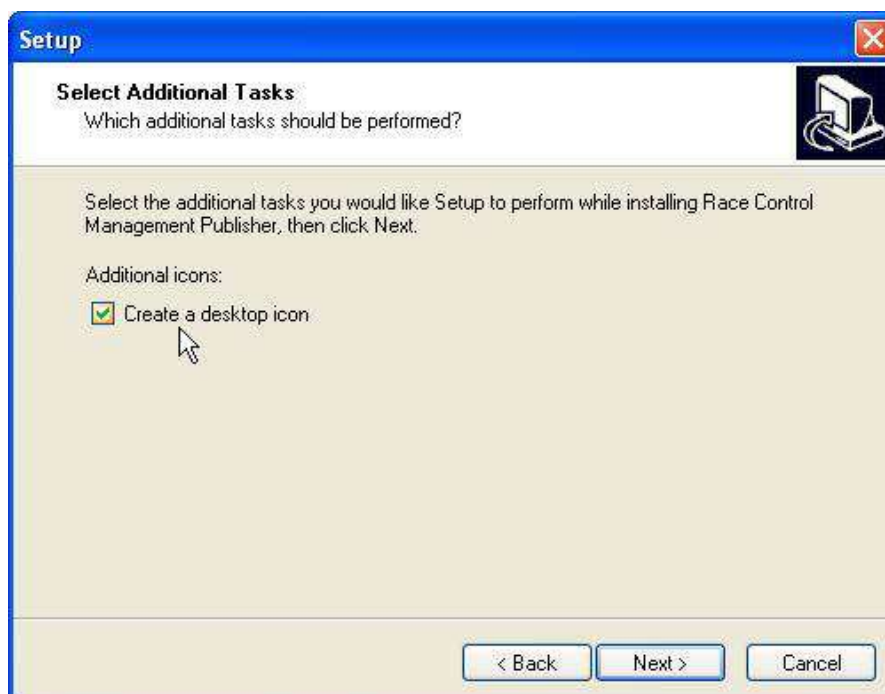 Setup
Select Additional Tasks
Which additional tasks should be performed?
Select the additional tasks you would like Setup to perform while installing Race Control
Management Publisher, then click Next.
Additional icons:
Create a desktop icon
< Back
Next >
Cancel